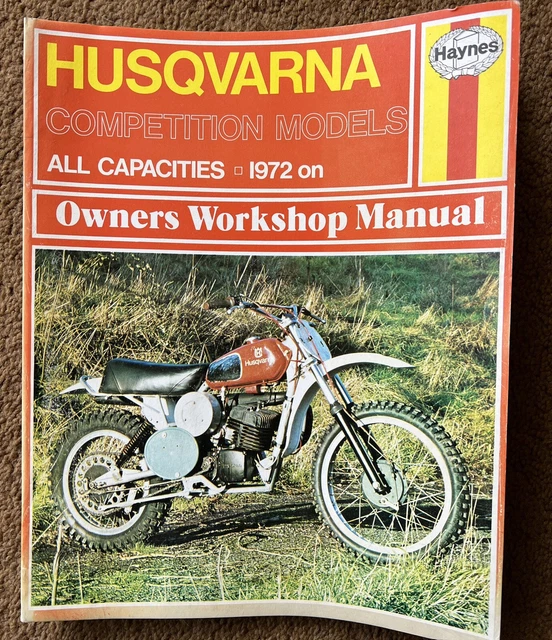 HUSQVARNA
Haynes
COMPETITION MODELS
ALL CAPACITIES □ 1972 on
Owners Workshop Manual
Husqvarna